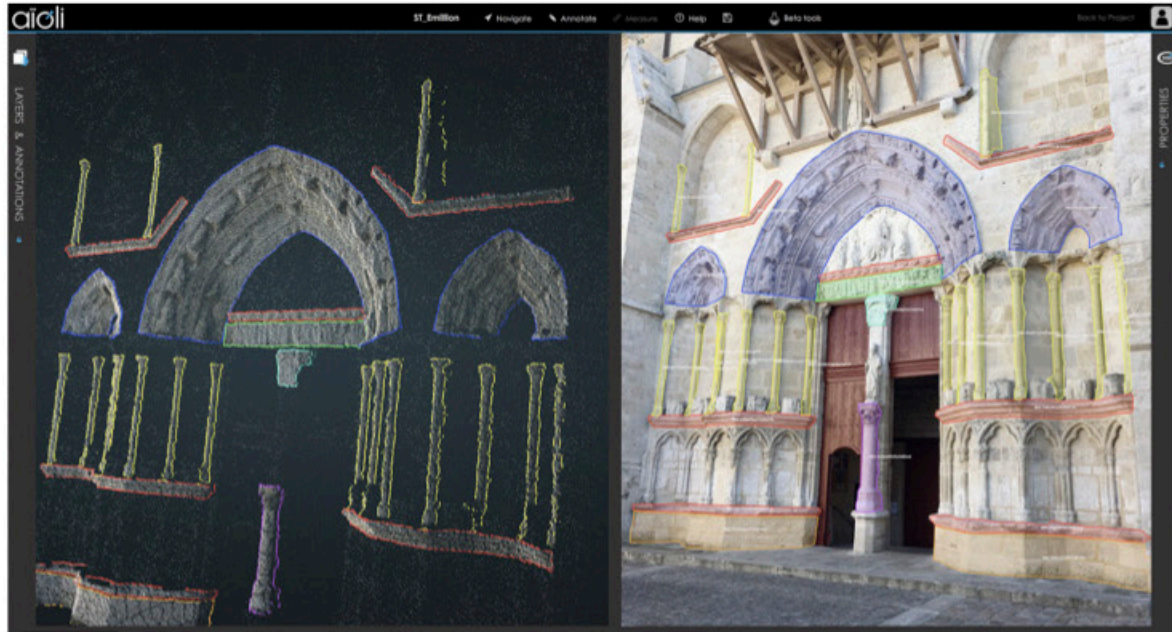 aïoli
ST_Emillion
Navigate
Annotate
Measure
Help
Beta tools
Back to Project
LAYERS & ANNOTATIONS
PROPERTIES